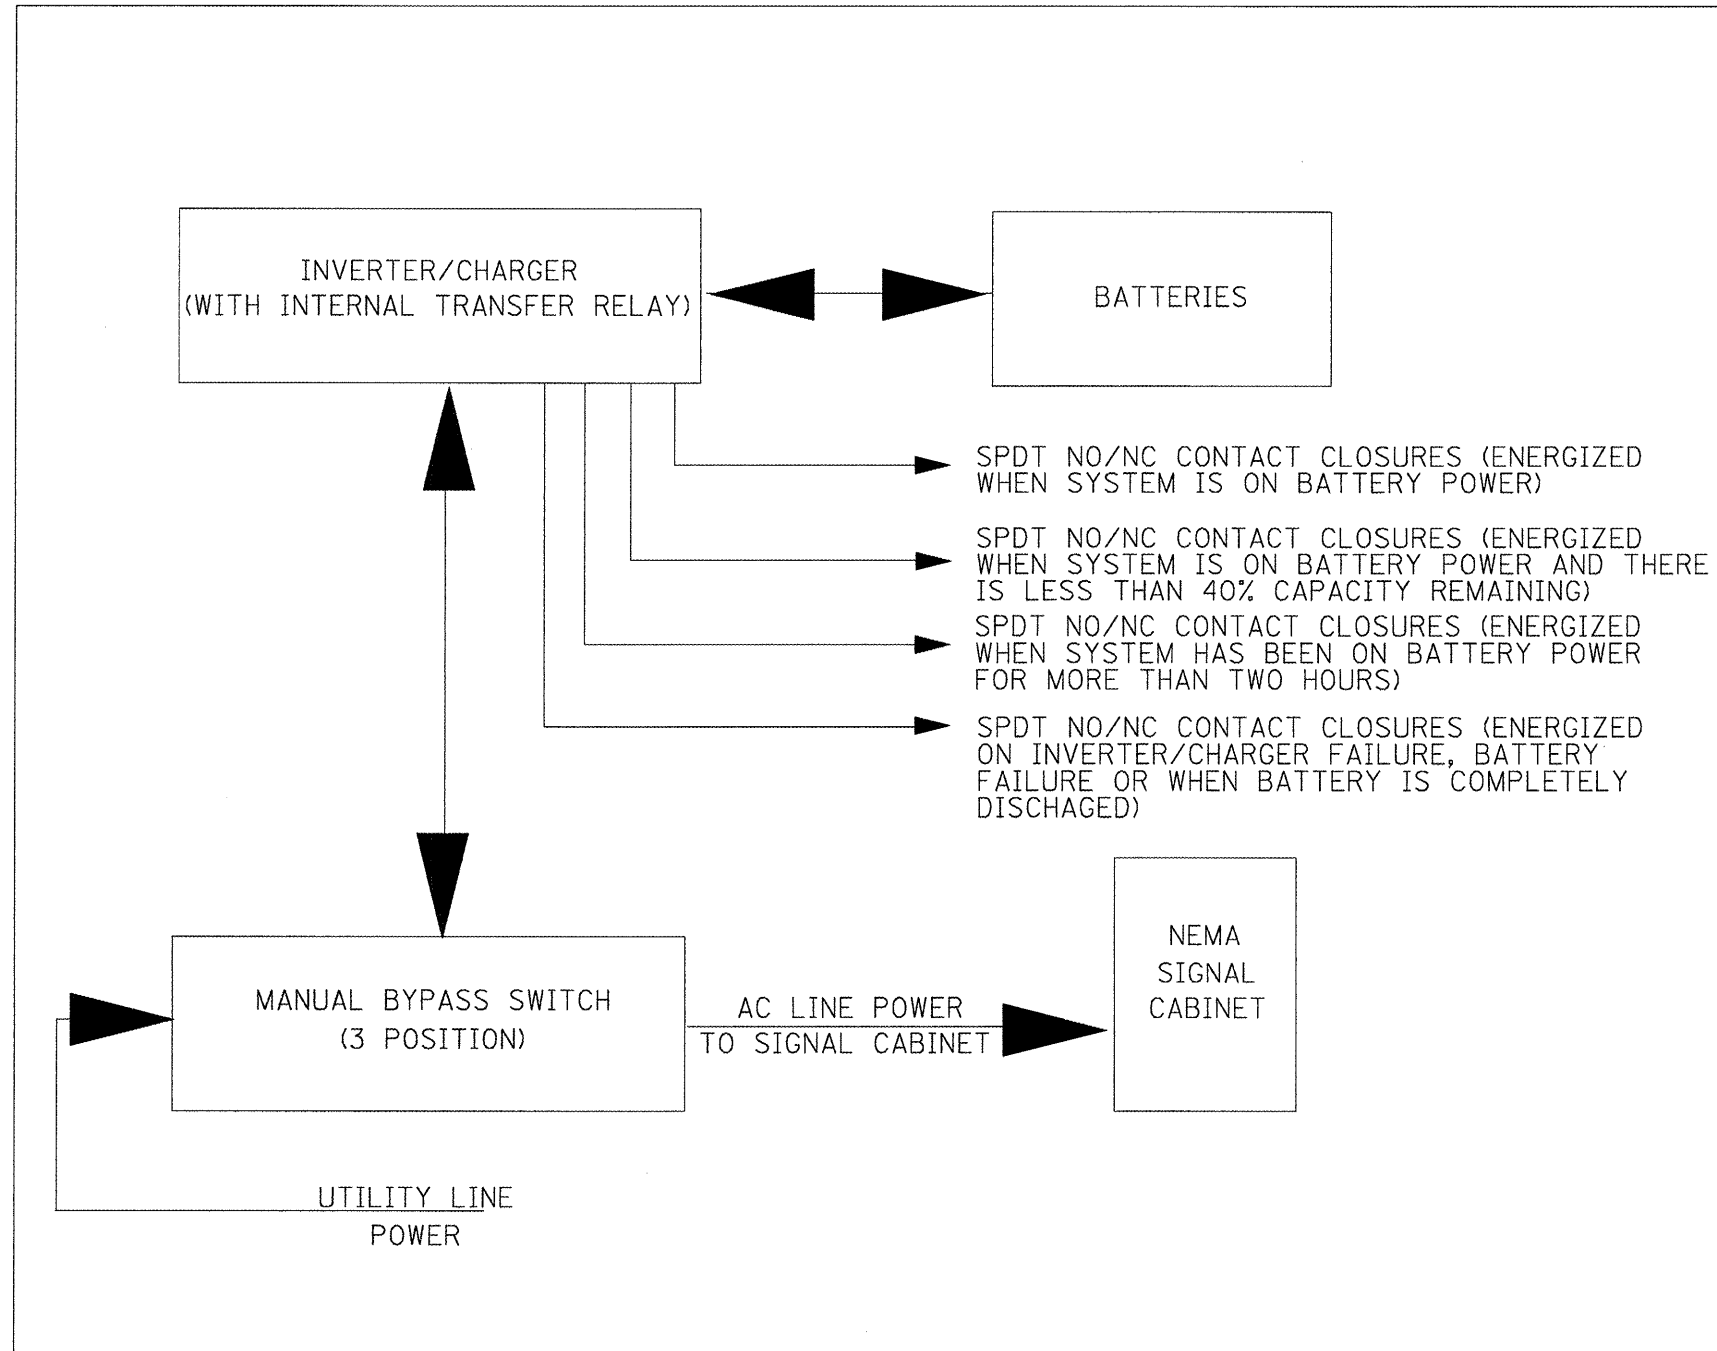 INVERTER/CHARGER
(WITH INTERNAL TRANSFER RELAY)
BATTERIES
SPDT NO/NC CONTACT CLOSURES (ENERGIZED
WHEN SYSTEM IS ON BATTERY POWER)
SPDT NO/NC CONTACT CLOSURES (ENERGIZED
WHEN SYSTEM IS ON BATTERY POWER AND THERE
IS LESS THAN 40% CAPACITY REMAINING)
SPDT NO/NC CONTACT CLOSURES (ENERGIZED
WHEN SYSTEM HAS BEEN ON BATTERY POWER
FOR MORE THAN TWO HOURS)
SPDT NO/NC CONTACT CLOSURES (ENERGIZED
ON INVERTER/CHARGER FAILURE, BATTERY
FAILURE OR WHEN BATTERY IS COMPLETELY
DISCHAGED)
NEMA
SIGNAL
CABINET
MANUAL BYPASS SWITCH
(3 POSITION)
AC LINE POWER
TO SIGNAL CABINET
UTILITY LINE
POWER